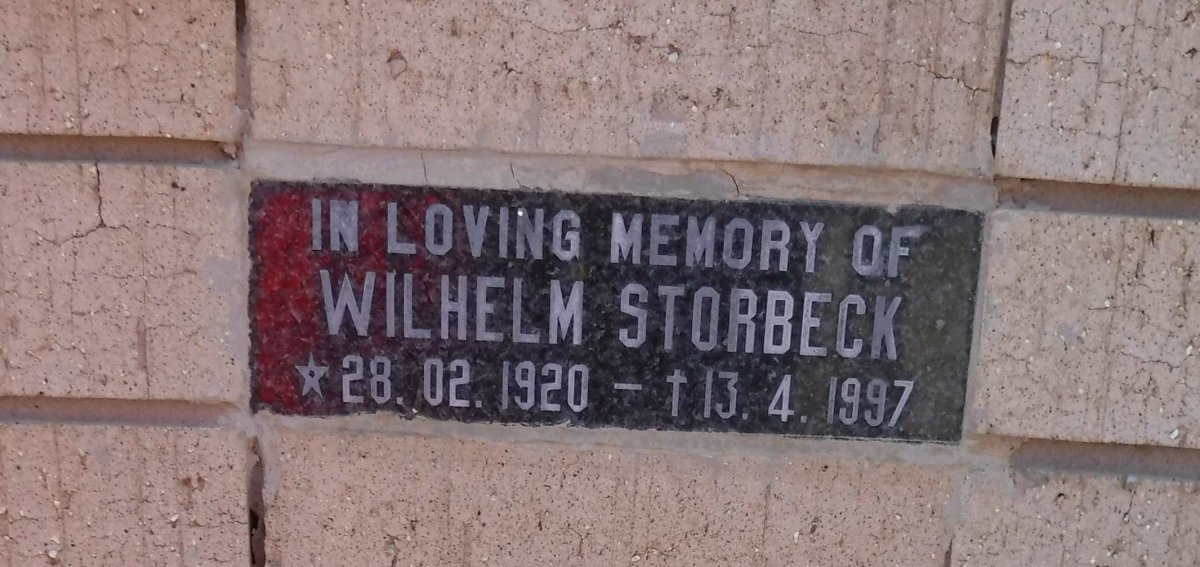 IN LOVING MEMORY OF
WILHELM STORBECK
☆ 28. 02. 1920 – † 13. 4. 1997